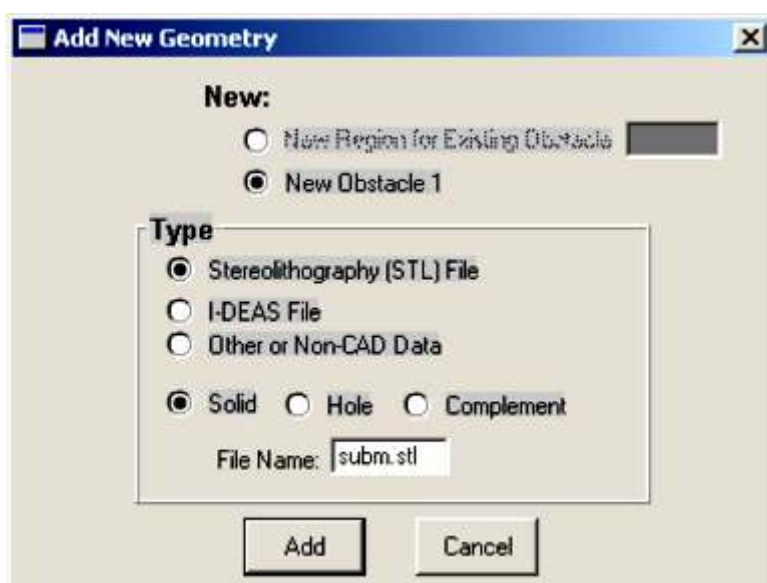 Add New Geometry
New:
New Region for Existing Obstacle
New Obstacle 1
Type
Stereolithography (STL) File
I-DEAS File
Other or Non-CAD Data
Solid Hole Complement
File Name: subm.stl
Add Cancel